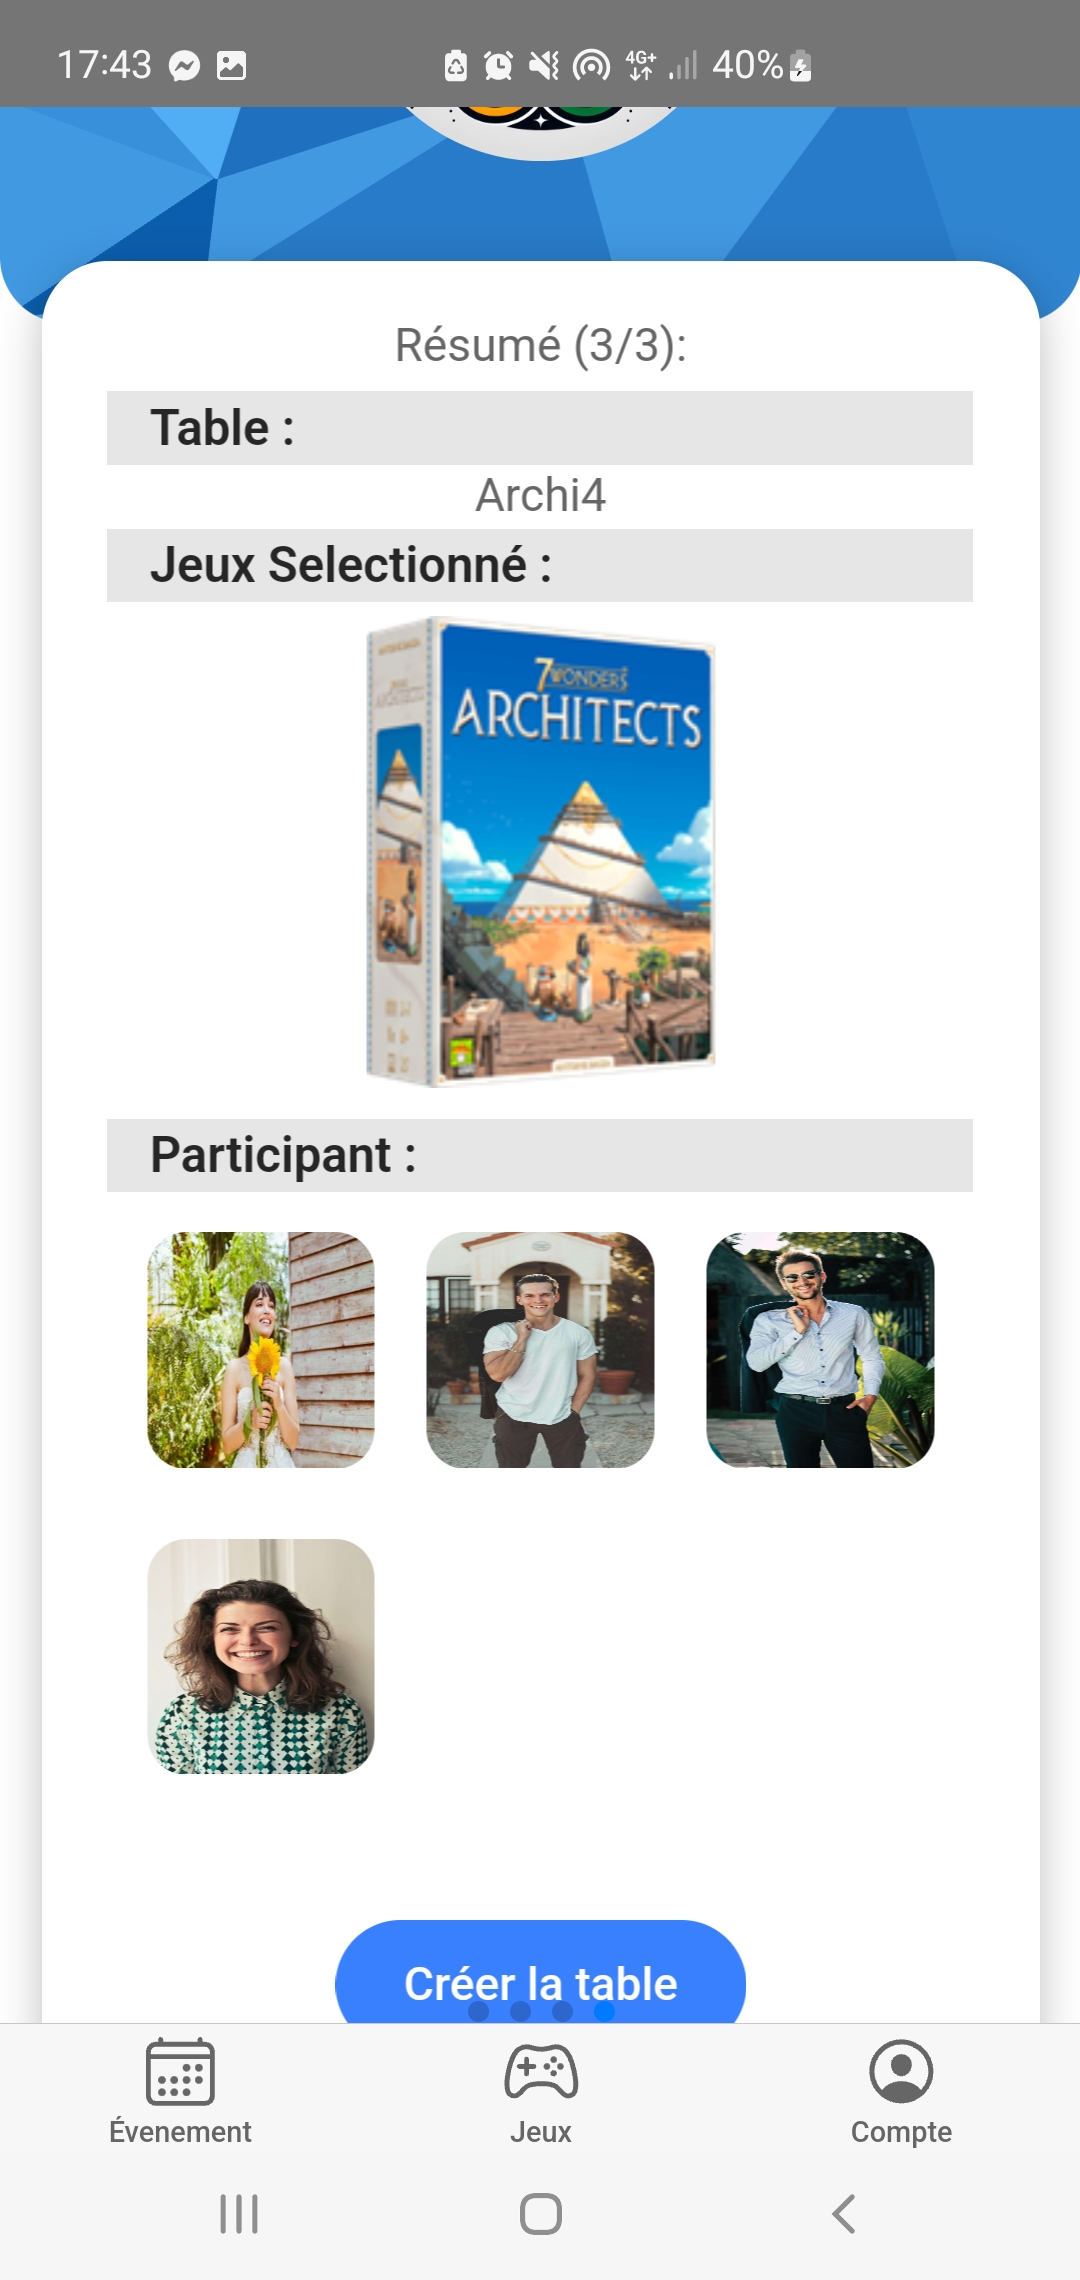 17:43
4G+
40%
Résumé (3/3):
Table :
Archi4
Jeux Selectionné :
7 WONDERS
ARCHITECTS
Participant :
Créer la table
Évenement
Jeux
Compte